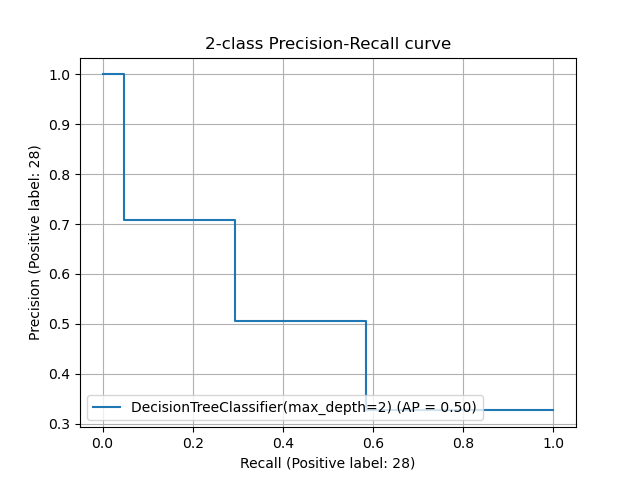 2-class Precision-Recall curve
1.0
0.9
0.8
0.7
0.6
0.5
0.4
0.3
Precision (Positive label: 28)
DecisionTreeClassifier(max_depth=2) (AP = 0.50)
0.0 0.2 0.4 0.6 0.8 1.0
Recall (Positive label: 28)